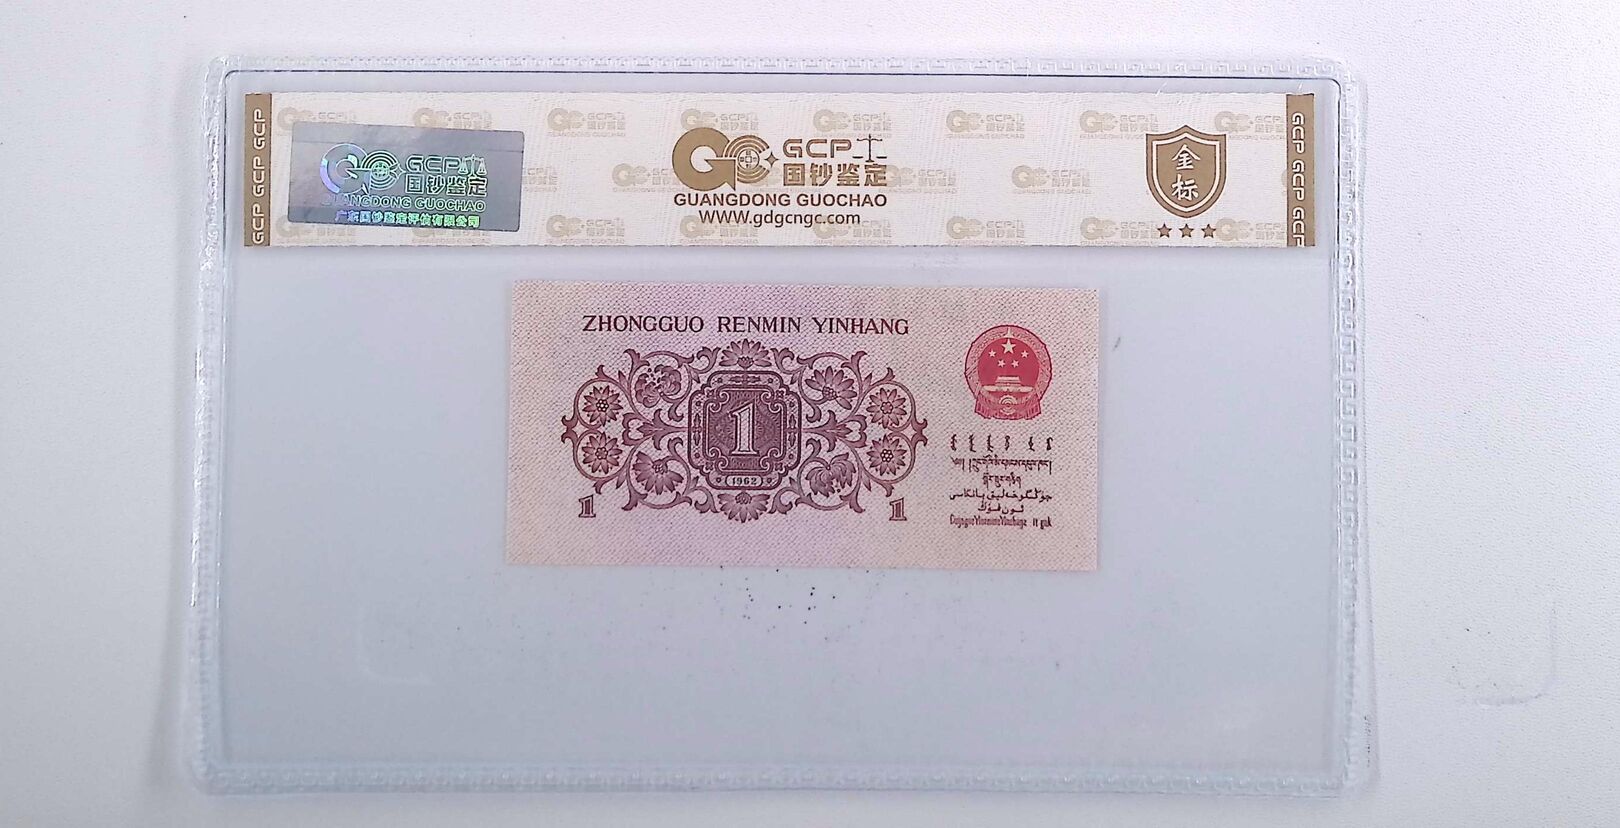 GCP GCP GCP
GCP
国钞鉴定
GUANGDONG GUOCHAO
广东国钞鉴定评估有限公司
GCP
国钞鉴定
GUANGDONG GUOCHAO
WWW.gdgcngc.com
金标
GCP GCP GCP
ZHONGGUO RENMIN YINHANG
1
(1962)
1
1